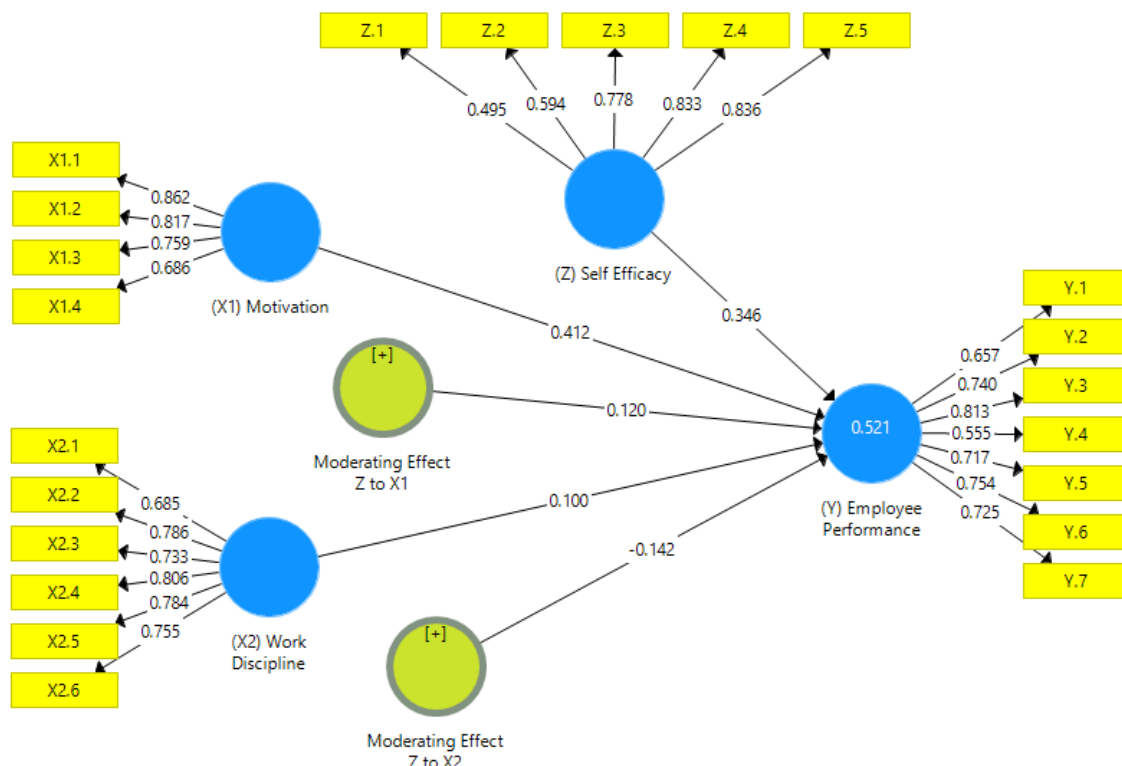 Z.1
Z.2
Z.3
Z.4
Z.5
0.495
0.594
0.778
0.833
0.836
X1.1
X1.2
X1.3
X1.4
0.862
0.817
0.759
0.686
(X1) Motivation
(Z) Self Efficacy
0.412
0.346
[+]
Moderating Effect
Z to X1
0.120
0.521
(Y) Employee
Performance
Y.1
Y.2
Y.3
Y.4
Y.5
Y.6
Y.7
0.657
0.740
0.813
0.555
0.717
0.754
0.725
X2.1
X2.2
X2.3
X2.4
X2.5
X2.6
0.685
0.786
0.733
0.806
0.784
0.755
(X2) Work
Discipline
0.100
-0.142
[+]
Moderating Effect
Z to X2